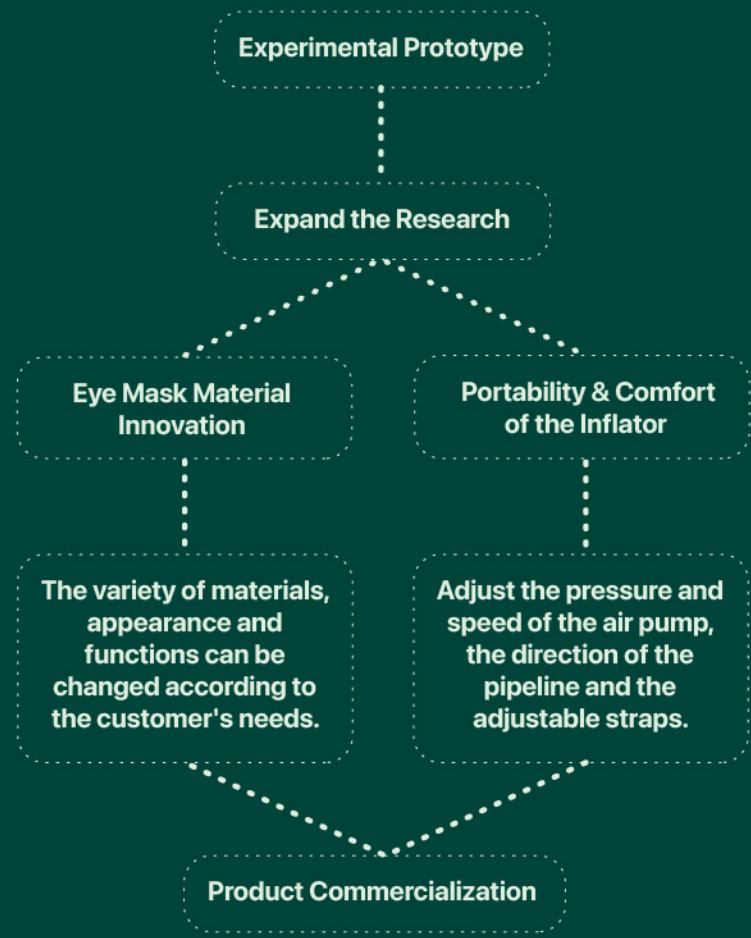 Experimental Prototype
Expand the Research
Eye Mask Material
Innovation
Portability & Comfort
of the Inflator
The variety of materials,
appearance and
functions can be
changed according to
the customer's needs.
Adjust the pressure and
speed of the air pump,
the direction of the
pipeline and the
adjustable straps.
Product Commercialization